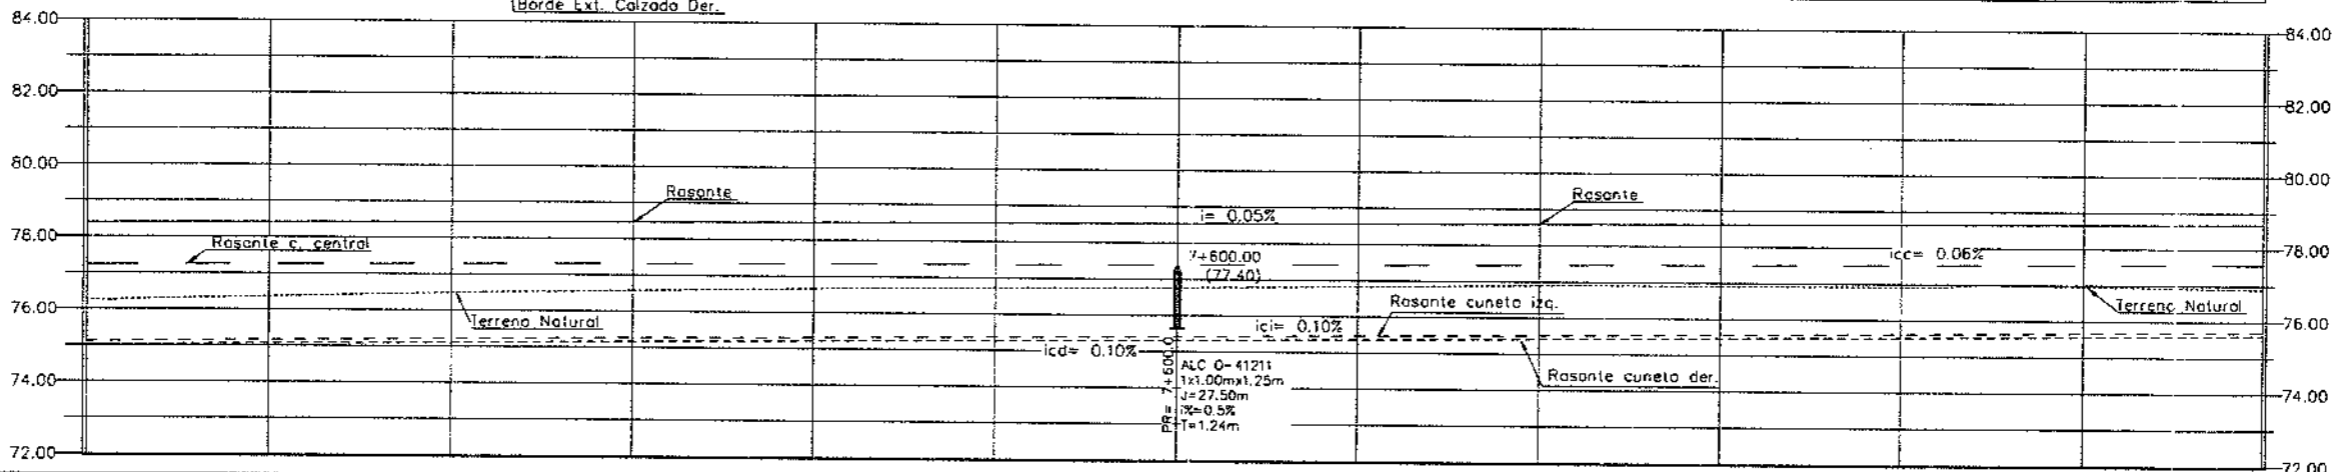 Borde Ext. Calzada Der.
84.00
84.00
82.00
82.00
80.00
80.00
Rasante
Rasante
i= 0.05%
78.00
78.00
Rasante c. central
icc= 0.06%
7+600.00
(77.40)
76.00
76.00
Rasante cuneta izq.
Terreno Natural
Terreno Natural
ici= 0.10%
icd= 0.10%
74.00
74.00
Rasante cuneta der.
PR= 7+600.0
ALC O-41211
1x1.00mx1.25m
J=27.50m
i%=0.5%
T=1.24m
72.00
72.00